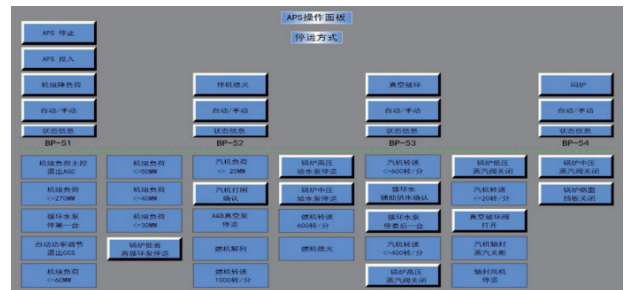 APS操作面板
停运方式
APS 停止
APS 投入
机组降负荷
停机熄火
真空破坏
闷炉
自动/手动
自动/手动
自动/手动
自动/手动
状态信息
状态信息
状态信息
状态信息
BP-51
BP-52
BP-53
BP-54
机组负荷主控
退出AGC
机组负荷
<=50MW
汽机负荷
<= 20MW
锅炉高压
给水泵停运
汽机转速
<=600转/分
锅炉低压
蒸汽阀关闭
锅炉中压
蒸汽阀关闭
机组负荷
<=270MW
机组负荷
<=40MW
汽机打闸
确认
锅炉中压
给水泵停运
循环水
辅助供水确认
汽机转速
<=20转/分
锅炉烟囱
挡板关闭
循环水泵
停第一台
机组负荷
<=30MW
A&B真空泵
停运
燃机转速
600转/分
循环水泵
停最后一台
真空破坏阀
打开
自动功率调节
退出CCS
锅炉低省
再循环泵停运
燃机解列
燃机熄火
汽机转速
<=400转/分
汽机轴封
蒸汽关断
机组负荷
<=60MW
燃机转速
1000转/分
锅炉高压
蒸汽阀关闭
轴封风机
停运